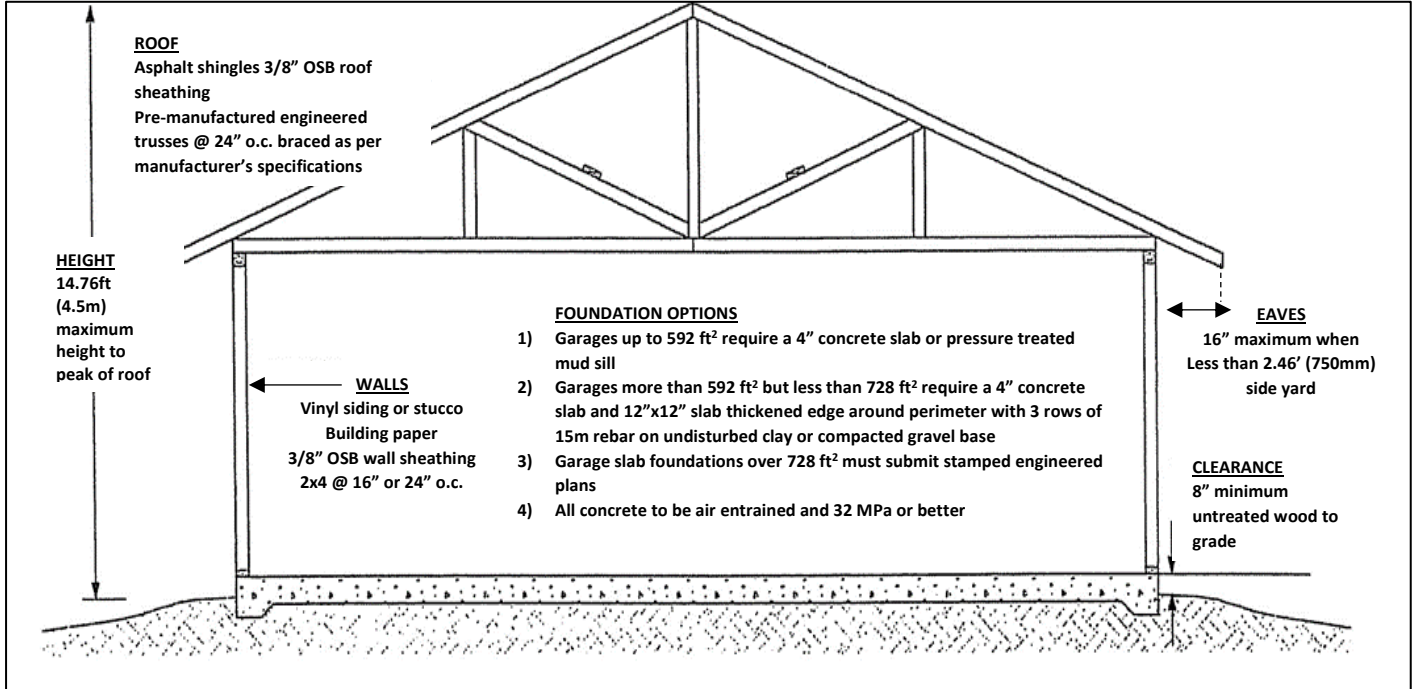 ROOF
Asphalt shingles 3/8” OSB roof
sheathing
Pre-manufactured engineered
trusses @ 24” o.c. braced as per
manufacturer’s specifications
HEIGHT
14.76ft
(4.5m)
maximum
height to
peak of roof
WALLS
Vinyl siding or stucco
Building paper
3/8” OSB wall sheathing
2x4 @ 16” or 24” o.c.
FOUNDATION OPTIONS
1) Garages up to 592 ft² require a 4” concrete slab or pressure treated
mud sill
2) Garages more than 592 ft² but less than 728 ft² require a 4” concrete
slab and 12”x12” slab thickened edge around perimeter with 3 rows of
15m rebar on undisturbed clay or compacted gravel base
3) Garage slab foundations over 728 ft² must submit stamped engineered
plans
4) All concrete to be air entrained and 32 MPa or better
EAVES
16” maximum when
Less than 2.46’ (750mm)
side yard
CLEARANCE
8” minimum
untreated wood to
grade